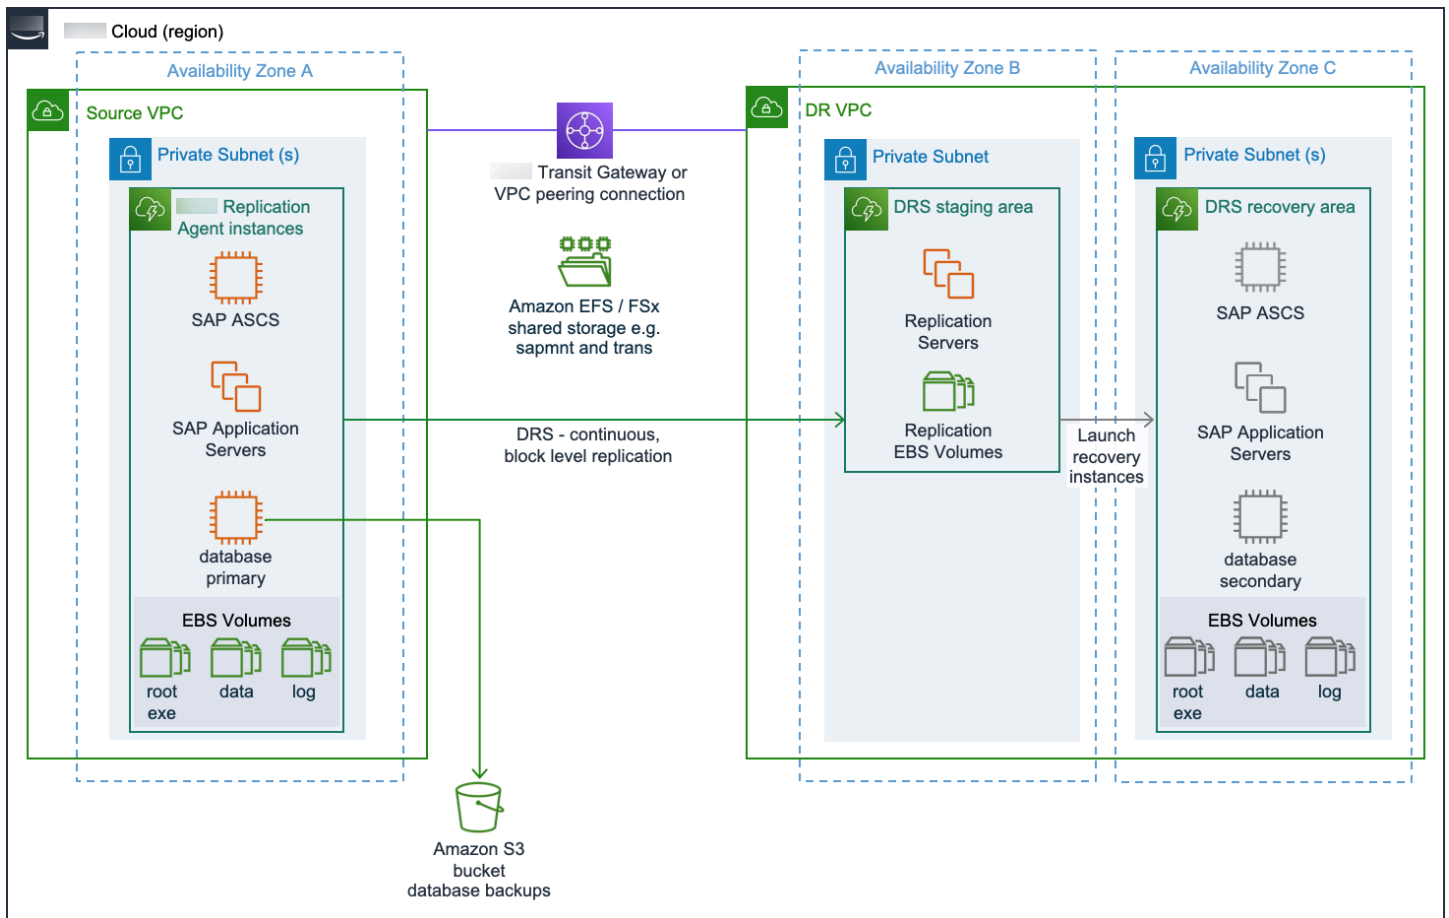 Cloud (region)
Availability Zone A
Source VPC
Private Subnet (s)
Replication
Agent instances
SAP ASCS
SAP Application
Servers
database
primary
EBS Volumes
root
exe
data
log
Transit Gateway or
VPC peering connection
Amazon EFS / FSx
shared storage e.g.
sapmnt and trans
DRS - continuous,
block level replication
Amazon S3
bucket
database backups
Availability Zone B
DR VPC
Private Subnet
DRS staging area
Replication
Servers
Replication
EBS Volumes
Launch
recovery
instances
Availability Zone C
Private Subnet (s)
DRS recovery area
SAP ASCS
SAP Application
Servers
database
secondary
EBS Volumes
root
exe
data
log